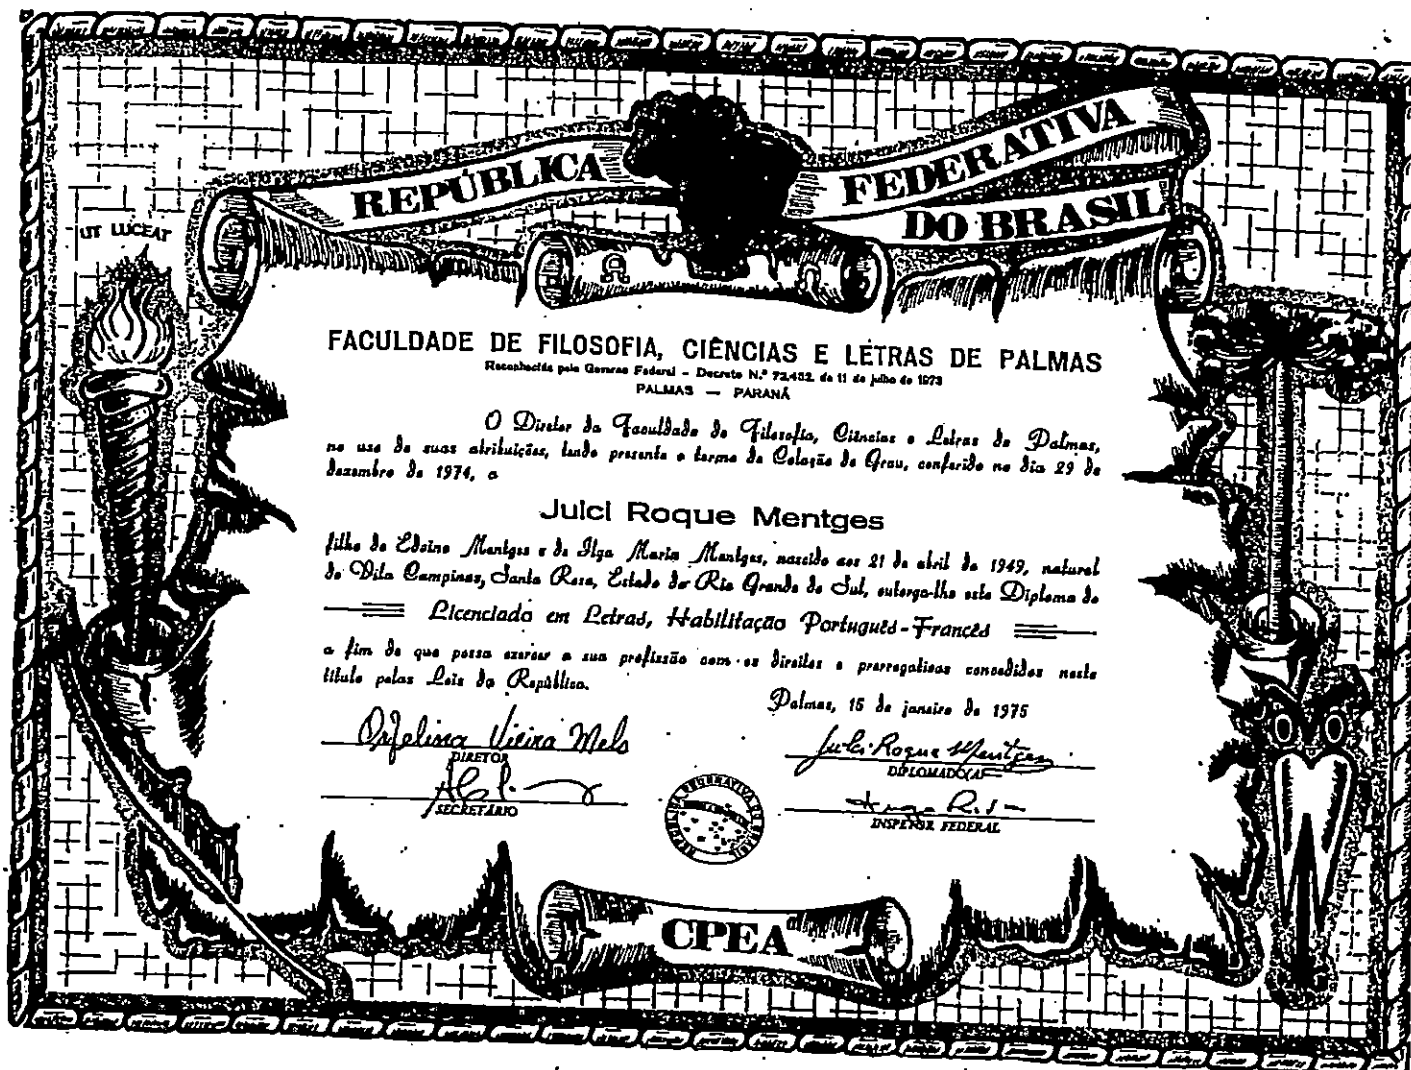 REPÚBLICA
FEDERATIVA
DO BRASIL
UT LUCEAT
FACULDADE DE FILOSOFIA, CIÊNCIAS E LETRAS DE PALMAS
Reconhecida pelo Governo Federal - Decreto N.º 72.452 de 11 de julho de 1973
PALMAS — PARANÁ
O Diretor da Faculdade de Filosofia, Ciências e Letras de Palmas,
no uso de suas atribuições, tendo presente o termo de Colação de Grau, conferido no dia 29 de
dezembro de 1974, a
Julci Roque Mentges
filho de Edvino Mentges e de Ilga Maria Mentges, nascido aos 21 de abril de 1949, natural
de Vila Campinas, Santa Rosa, Estado do Rio Grande do Sul, outorga-lhe este Diploma de
Licenciado em Letras, Habilitação Português-Francês
a fim de que possa exercer a sua profissão com os direitos e prerrogativas concedidos neste
título pelas Leis da República.
Palmas, 15 de janeiro de 1975
Orfelina Vieira Melo
DIRETOR
Julci Roque Mentges
DIPLOMADO(A)
SECRETÁRIO
INSPETOR FEDERAL
REPÚBLICA FEDERATIVA DO BRASIL
CPEA